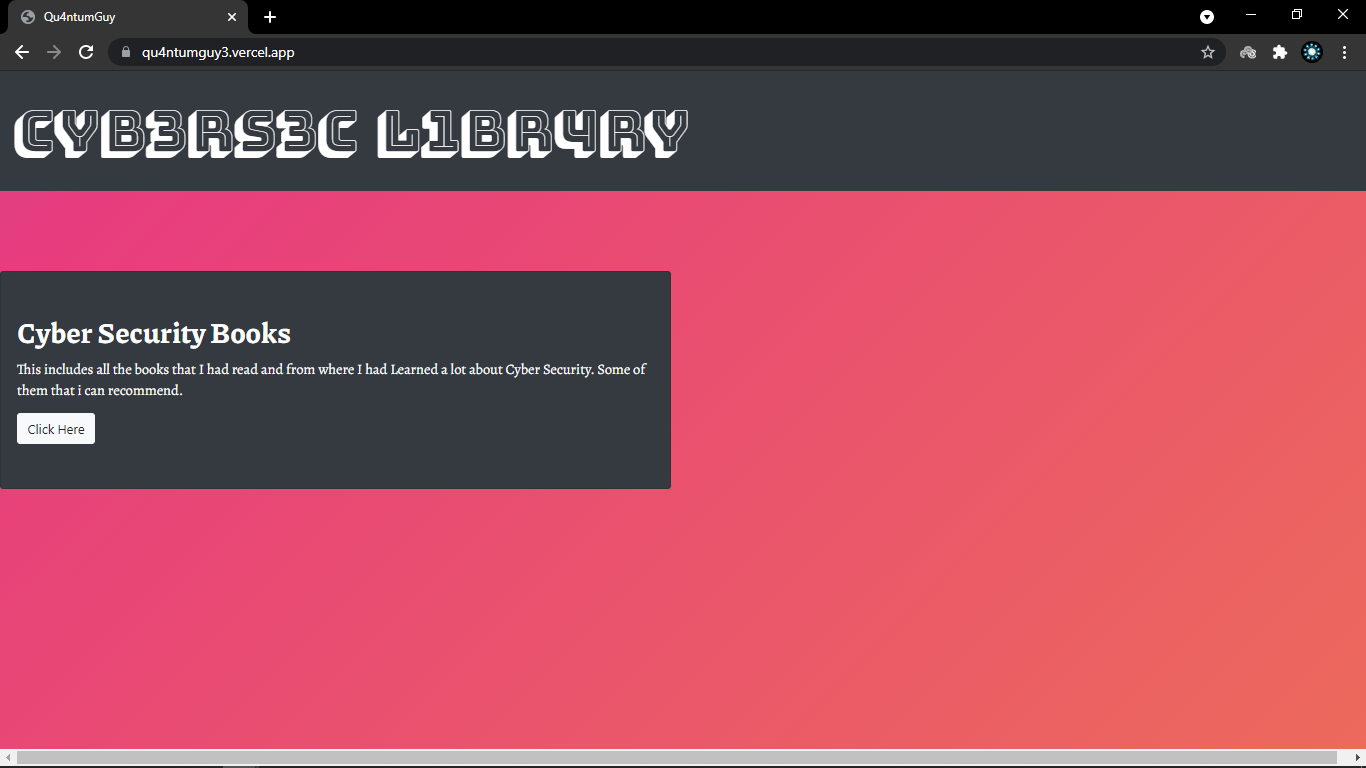 Qu4ntumGuy
qu4ntumguy3.vercel.app
CYB3RS3C L1BR4RY
Cyber Security Books
This includes all the books that I had read and from where I had Learned a lot about Cyber Security. Some of
them that i can recommend.
Click Here